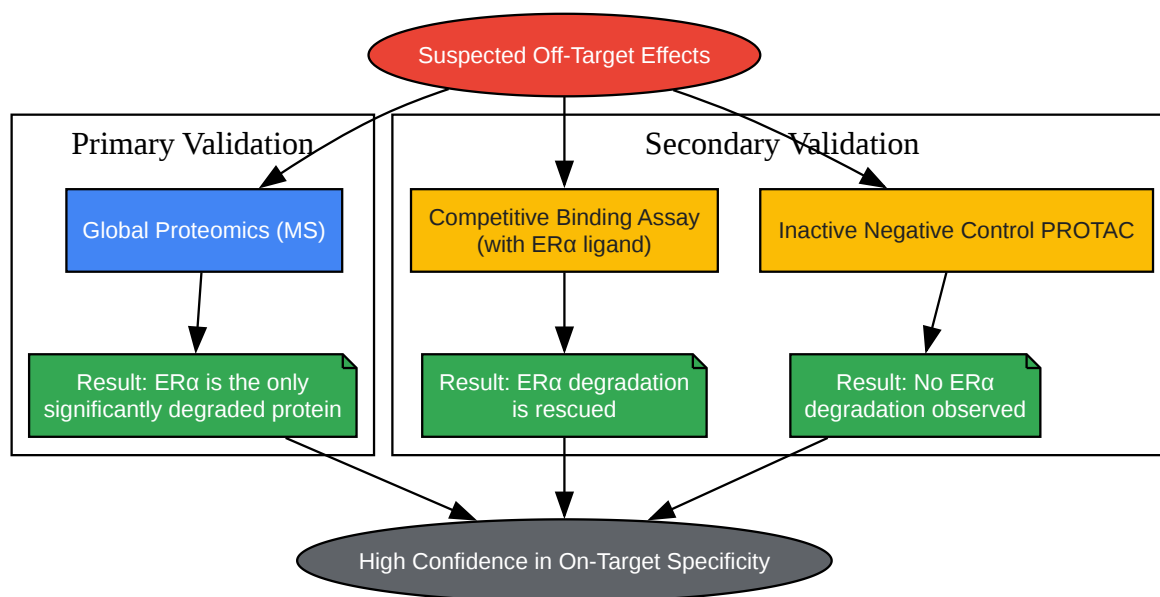 Suspected Off-Target Effects
Primary Validation
Secondary Validation
Global Proteomics (MS)
Competitive Binding Assay
(with ERα ligand)
Inactive Negative Control PROTAC
Result: ERα is the only
significantly degraded protein
Result: ERα degradation
is rescued
Result: No ERα
degradation observed
High Confidence in On-Target Specificity